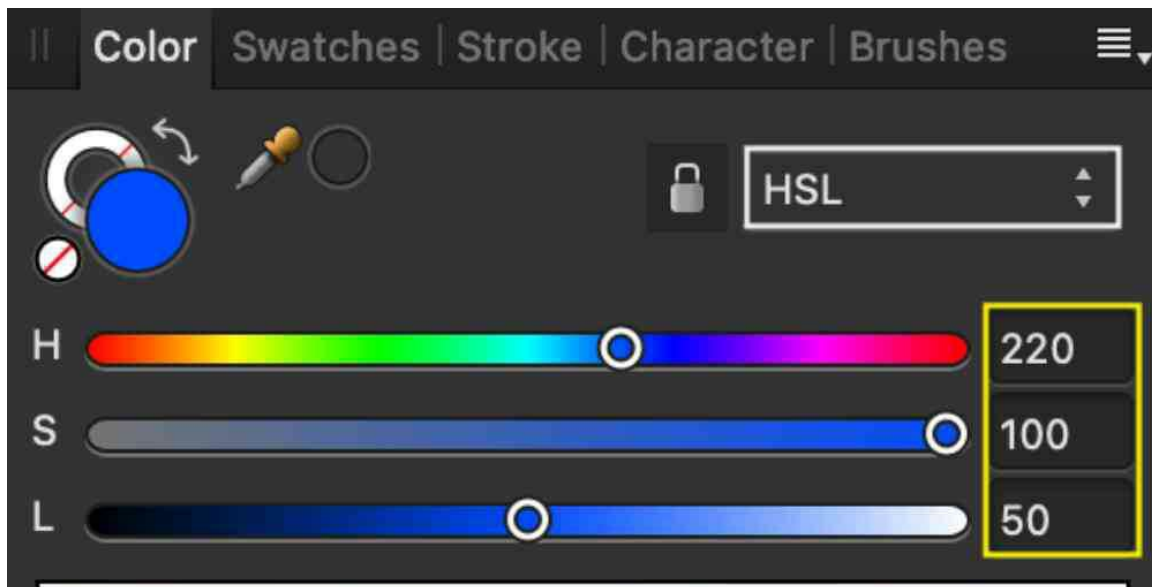 Color Swatches | Stroke | Character | Brushes
HSL
H 220
S 100
L 50